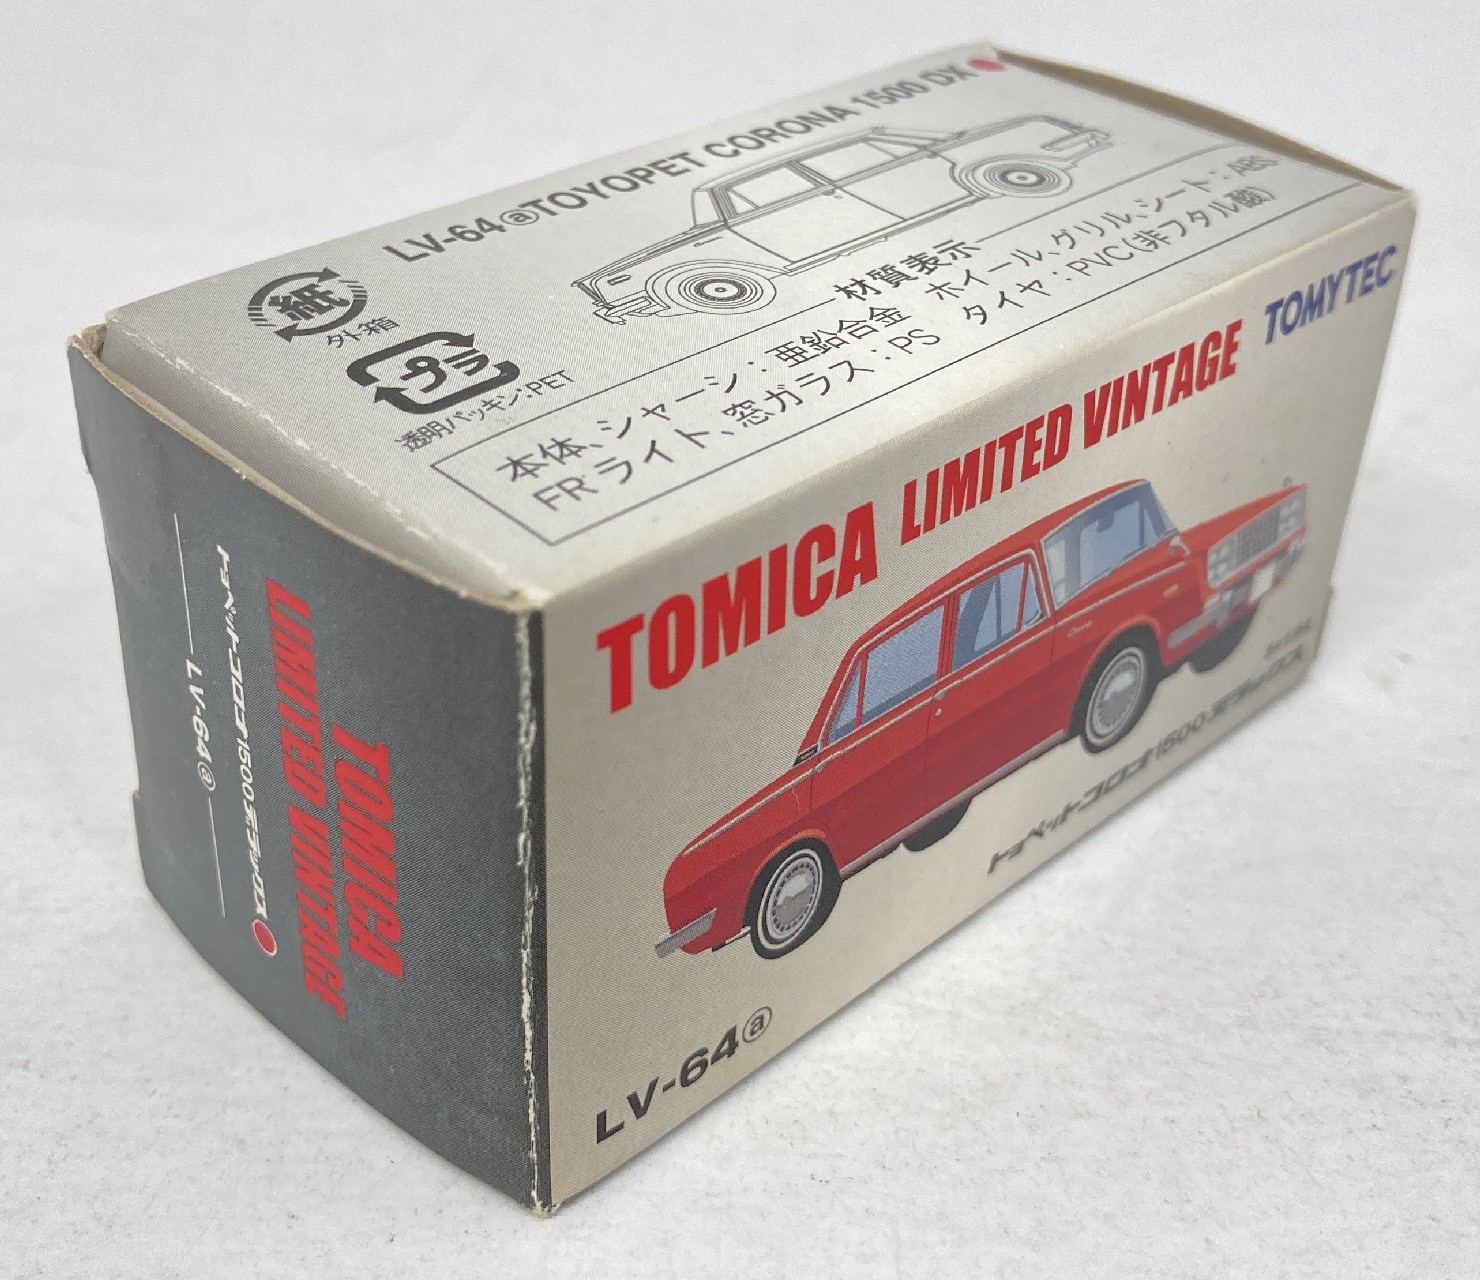 LV-64ⓐTOYOPET CORONA 1500 DX
紙
外箱
プラ
透明パッキン:PET
材質表示
本体、シャーシ:亜鉛合金 ホイール、グリル、シート:ABS
FRライト、窓ガラス:PS タイヤ:PVC(非フタル酸)
TOMYTEC
TOMICA LIMITED VINTAGE
トヨペットコロナ1500デラックス
LV-64ⓐ
TOMICA
LIMITED VINTAGE
トヨペットコロナ1500デラックス
LV-64ⓐ